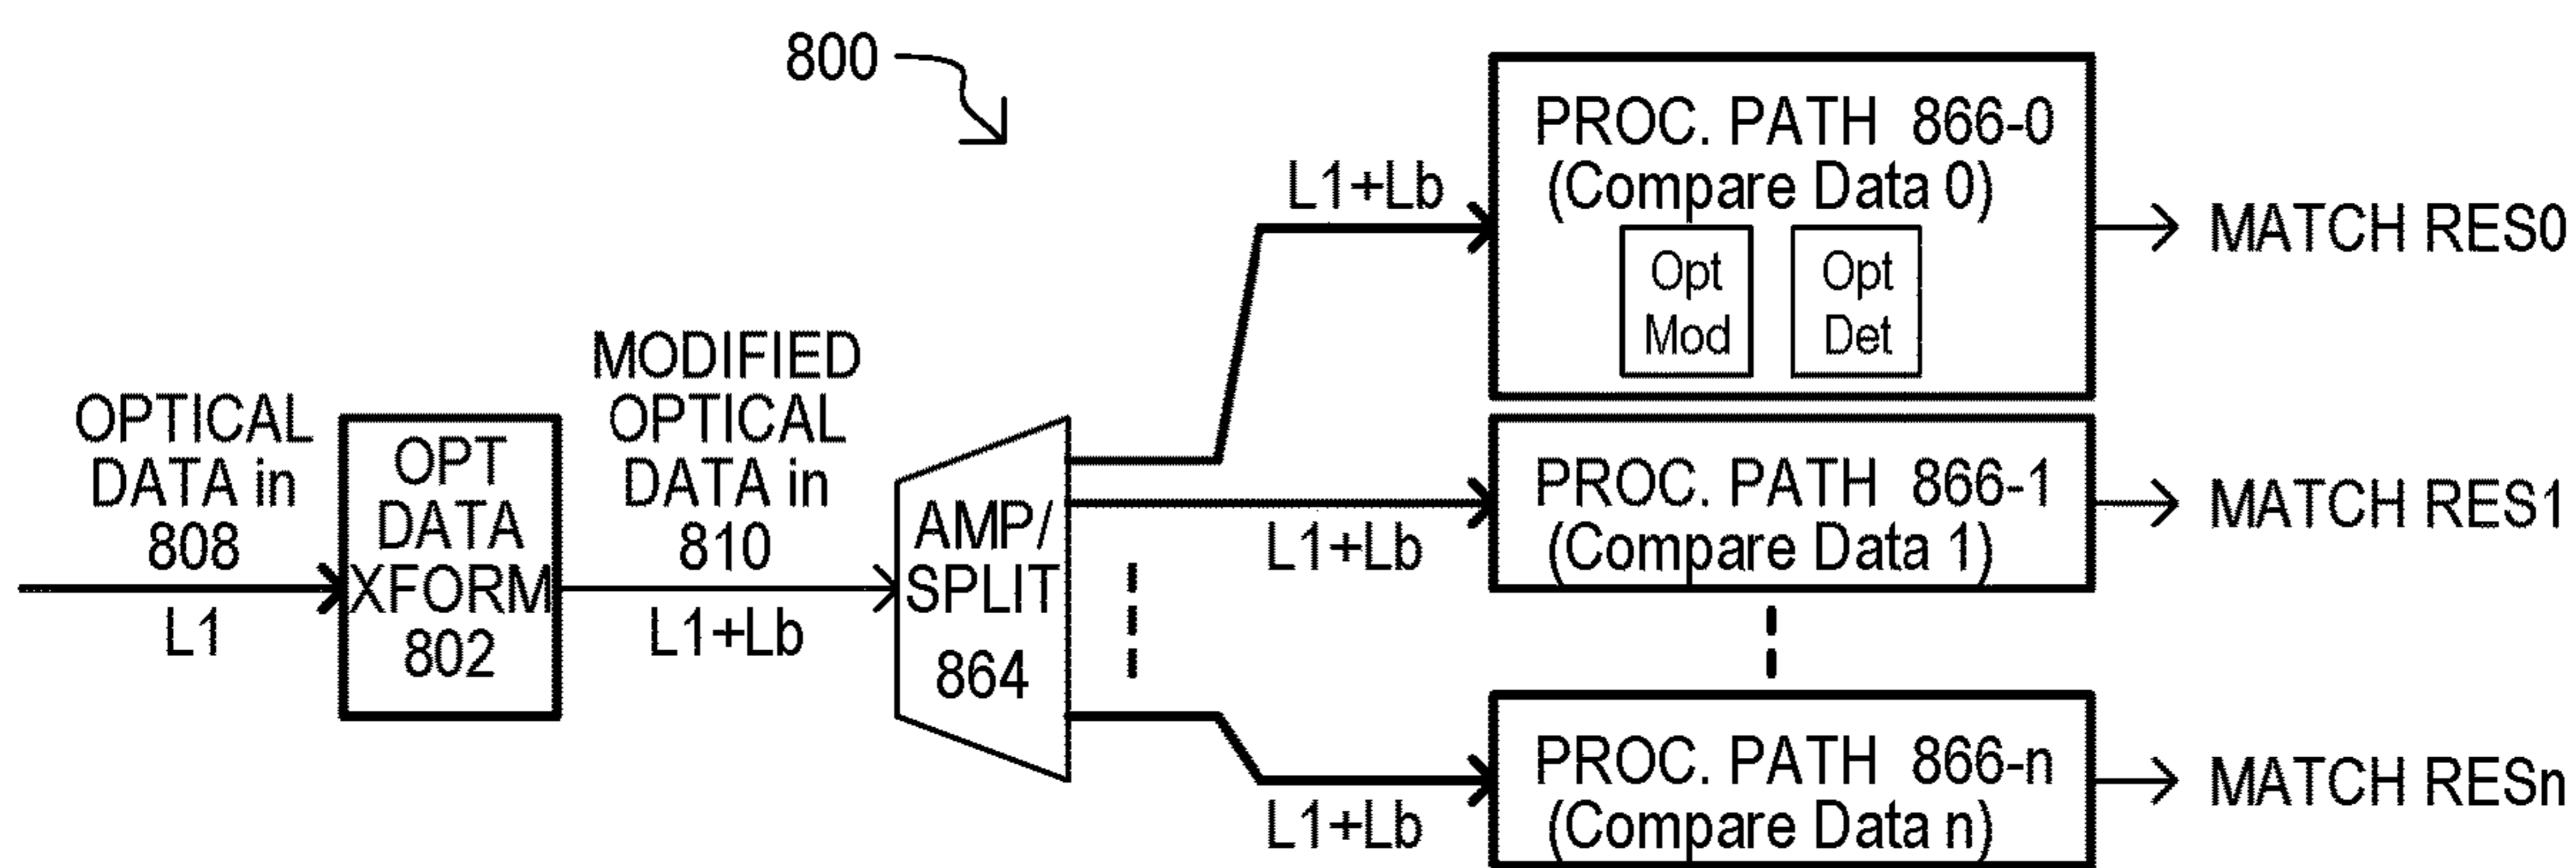 800
OPTICAL
DATA in
808
L1
OPT
DATA
XFORM
802
MODIFIED
OPTICAL
DATA in
810
L1+Lb
AMP/
SPLIT
864
L1+Lb
PROC. PATH 866-0
(Compare Data 0)
Opt
Mod
Opt
Det
MATCH RES0
L1+Lb
PROC. PATH 866-1
(Compare Data 1)
MATCH RES1
L1+Lb
PROC. PATH 866-n
(Compare Data n)
MATCH RESn